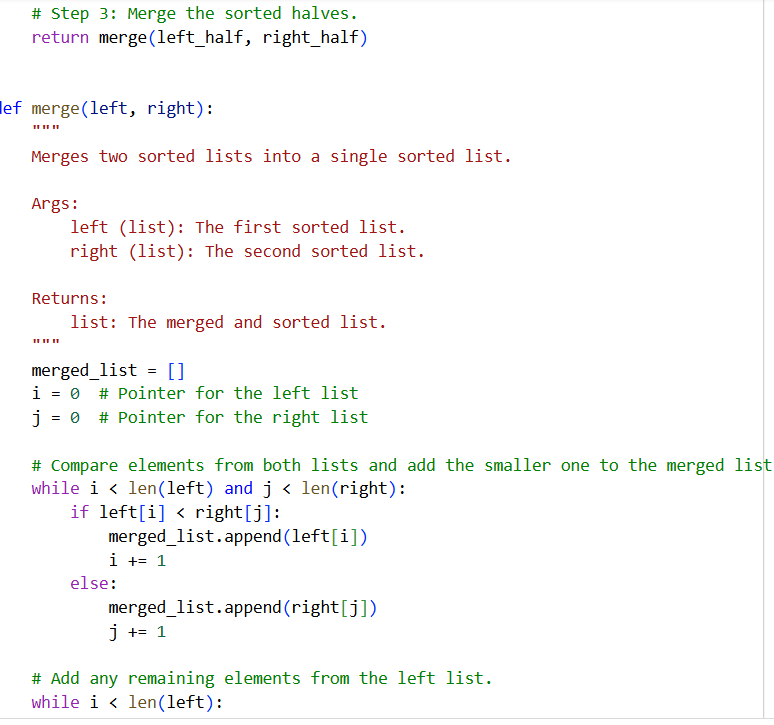 # Step 3: Merge the sorted halves.
    return merge(left_half, right_half)

def merge(left, right):
    """
    Merges two sorted lists into a single sorted list.

    Args:
        left (list): The first sorted list.
        right (list): The second sorted list.

    Returns:
        list: The merged and sorted list.
    """
    merged_list = []
    i = 0  # Pointer for the left list
    j = 0  # Pointer for the right list

    # Compare elements from both lists and add the smaller one to the merged list
    while i < len(left) and j < len(right):
        if left[i] < right[j]:
            merged_list.append(left[i])
            i += 1
        else:
            merged_list.append(right[j])
            j += 1

    # Add any remaining elements from the left list.
    while i < len(left):